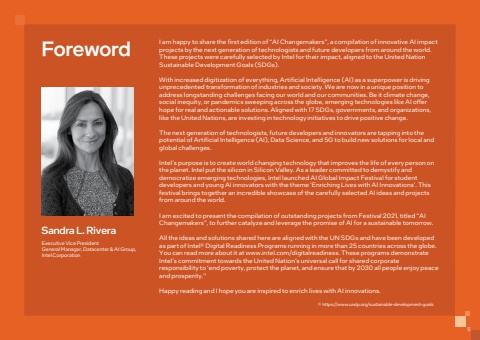 Foreword
I am happy to share the first edition of "AI Changemakers", a compilation of innovative AI impact
projects by the next generation of technologists and future developers from around the world.
These projects were carefully selected by Intel for their impact, aligned to the United Nation
Sustainable Development Goals (SDGs).
With increased digitization of everything, Artificial Intelligence (AI) as a superpower is driving
unprecedented transformation of industries and society. We are now in a unique position to
address longstanding challenges facing our world and our communities. Be it climate change,
social inequity, or pandemics sweeping across the globe, emerging technologies like AI offer
hope for real and actionable solutions. Aligned with 17 SDGs, governments, and organizations,
like the United Nations, are investing in technology initiatives to drive positive change.
The next generation of technologists, future developers and innovators are tapping into the
potential of Artificial Intelligence (AI), Data Science, and 5G to build new solutions for local and
global challenges.
Intel's purpose is to create world changing technology that improves the life of every person on
the planet. Intel put the silicon in Silicon Valley. As a leader committed to demystify and
democratize emerging technologies, Intel launched AI Global Impact Festival for student
developers and young AI innovators with the theme 'Enriching Lives with AI Innovations'. This
festival brings together an incredible showcase of the carefully selected AI ideas and projects
from around the world.
I am excited to present the compilation of outstanding projects from Festival 2021, titled "AI
Changemakers", to further catalyze and leverage the promise of AI for a sustainable tomorrow.
All the ideas and solutions shared here are aligned with the UN SDGs and have been developed
as part of Intel® Digital Readiness Programs running in more than 25 countries across the globe.
You can read more about it at www.intel.com/digitalreadiness. These programs demonstrate
Intel's commitment towards the United Nation's universal call for shared corporate
responsibility to 'end poverty, protect the planet, and ensure that by 2030 all people enjoy peace
and prosperity.'
Happy reading and I hope you are inspired to enrich lives with AI innovations.
Sandra L. Rivera
Executive Vice President
General Manager, Datacenter & AI Group,
Intel Corporation
https://www.undp.org/sustainable-development-goals